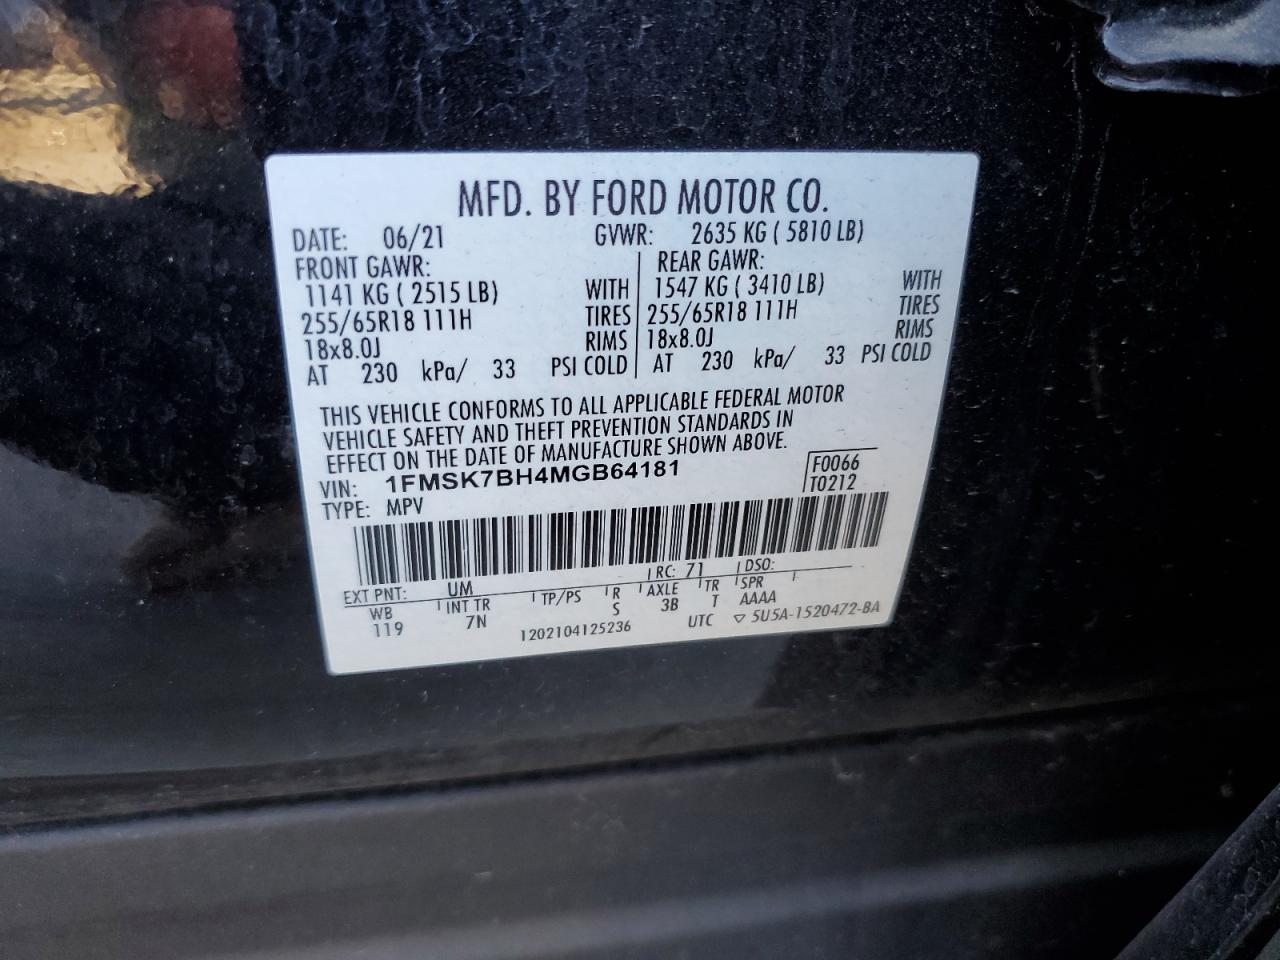 MFD. BY FORD MOTOR CO.
DATE: 06/21 GVWR: 2635 KG ( 5810 LB)
FRONT GAWR: REAR GAWR:
1141 KG ( 2515 LB) WITH 1547 KG ( 3410 LB) WITH
255/65R18 111H TIRES 255/65R18 111H TIRES
18x8.0J RIMS 18x8.0J RIMS
AT 230 kPa/ 33 PSI COLD AT 230 kPa/ 33 PSI COLD
THIS VEHICLE CONFORMS TO ALL APPLICABLE FEDERAL MOTOR
VEHICLE SAFETY AND THEFT PREVENTION STANDARDS IN
EFFECT ON THE DATE OF MANUFACTURE SHOWN ABOVE.
VIN: 1FMSK7BH4MGB64181 F0066
TYPE: MPV T0212
EXT PNT: UM RC: 71 DSO:
WB INT TR TP/PS R AXLE TR SPR
119 7N S 3B T AAAA
1202104125236 UTC ▽ 5U5A-1520472-BA